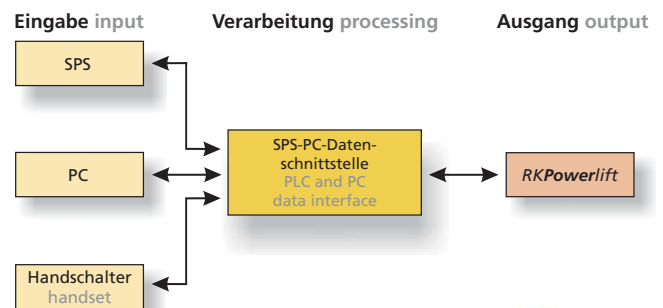 Eingabe input
Verarbeitung processing
Ausgang output
SPS
PC
Handschalter
handset
SPS-PC-Daten-
schnittstelle
PLC and PC
data interface
RKPowerlift